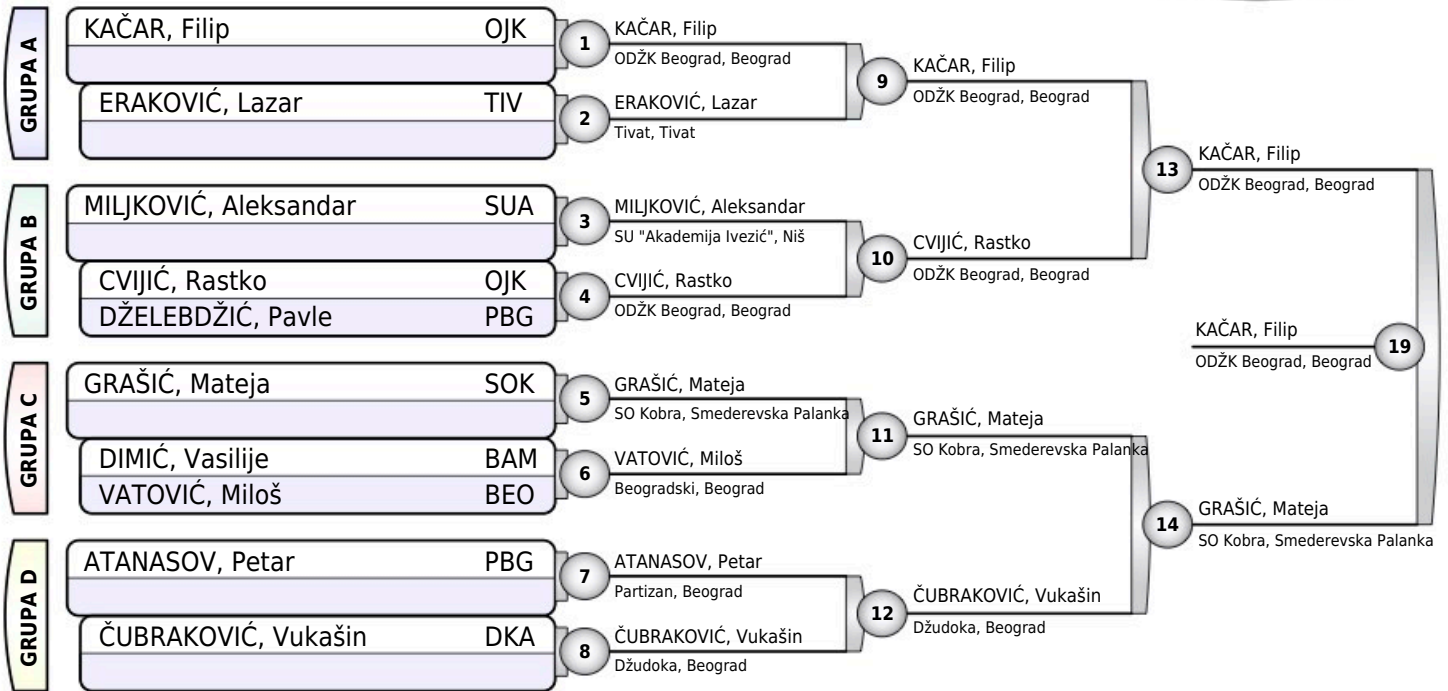 GRUPA A
KAČAR, Filip OJK
ERAKOVIĆ, Lazar TIV
GRUPA B
MILJKOVIĆ, Aleksandar SUA
CVIJIĆ, Rastko OJK
DŽELEBDŽIĆ, Pavle PBG
GRUPA C
GRAŠIĆ, Mateja SOK
DIMIĆ, Vasilije BAM
VATOVIĆ, Miloš BEO
GRUPA D
ATANASOV, Petar PBG
ČUBRAKOVIĆ, Vukašin DKA
1
KAČAR, Filip
ODŽK Beograd, Beograd
2
ERAKOVIĆ, Lazar
Tivat, Tivat
3
MILJKOVIĆ, Aleksandar
SU "Akademija Ivezić", Niš
4
CVIJIĆ, Rastko
ODŽK Beograd, Beograd
5
GRAŠIĆ, Mateja
SO Kobra, Smederevska Palanka
6
VATOVIĆ, Miloš
Beogradski, Beograd
7
ATANASOV, Petar
Partizan, Beograd
8
ČUBRAKOVIĆ, Vukašin
Džudoka, Beograd
9
KAČAR, Filip
ODŽK Beograd, Beograd
10
CVIJIĆ, Rastko
ODŽK Beograd, Beograd
11
GRAŠIĆ, Mateja
SO Kobra, Smederevska Palanka
12
ČUBRAKOVIĆ, Vukašin
Džudoka, Beograd
13
KAČAR, Filip
ODŽK Beograd, Beograd
14
GRAŠIĆ, Mateja
SO Kobra, Smederevska Palanka
KAČAR, Filip
ODŽK Beograd, Beograd
19